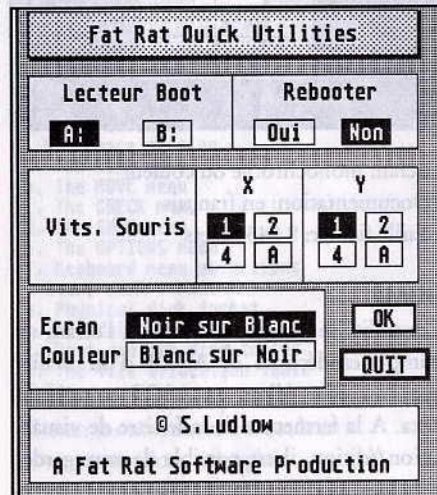 Fat Rat Quick Utilities
Lecteur Boot
Rebooter
A: B:
Oui Non
X Y
Vits. Souris
1 2 1 2
4 A 4 A
Ecran Noir sur Blanc
Couleur Blanc sur Noir
OK
QUIT
© S.Ludlow
A Fat Rat Software Production